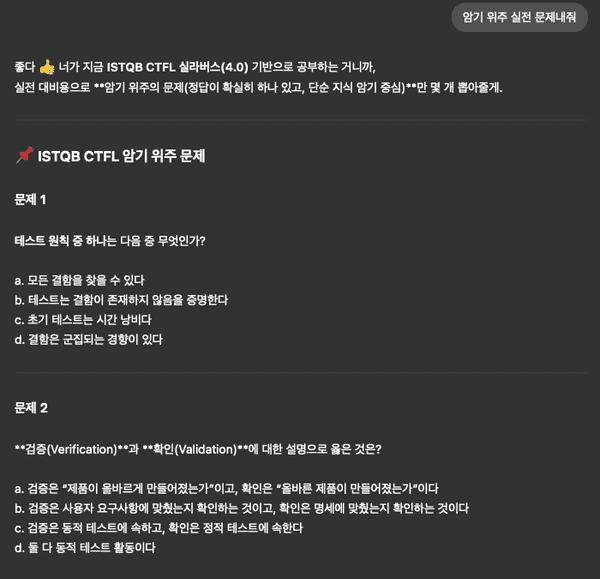 암기 위주 실전 문제내줘
좋다 👍 너가 지금 ISTQB CTFL 실라버스(4.0) 기반으로 공부하는 거니까,
실전 대비용으로 **암기 위주의 문제(정답이 확실히 하나 있고, 단순 지식 암기 중심)**만 몇 개 뽑아줄게.
📌 ISTQB CTFL 암기 위주 문제
문제 1
테스트 원칙 중 하나는 다음 중 무엇인가?
a. 모든 결함을 찾을 수 있다
b. 테스트는 결함이 존재하지 않음을 증명한다
c. 초기 테스트는 시간 낭비다
d. 결함은 군집되는 경향이 있다
문제 2
**검증(Verification)**과 **확인(Validation)**에 대한 설명으로 옳은 것은?
a. 검증은 “제품이 올바르게 만들어졌는가”이고, 확인은 “올바른 제품이 만들어졌는가”이다
b. 검증은 사용자 요구사항에 맞췄는지 확인하는 것이고, 확인은 명세에 맞췄는지 확인하는 것이다
c. 검증은 동적 테스트에 속하고, 확인은 정적 테스트에 속한다
d. 둘 다 동적 테스트 활동이다